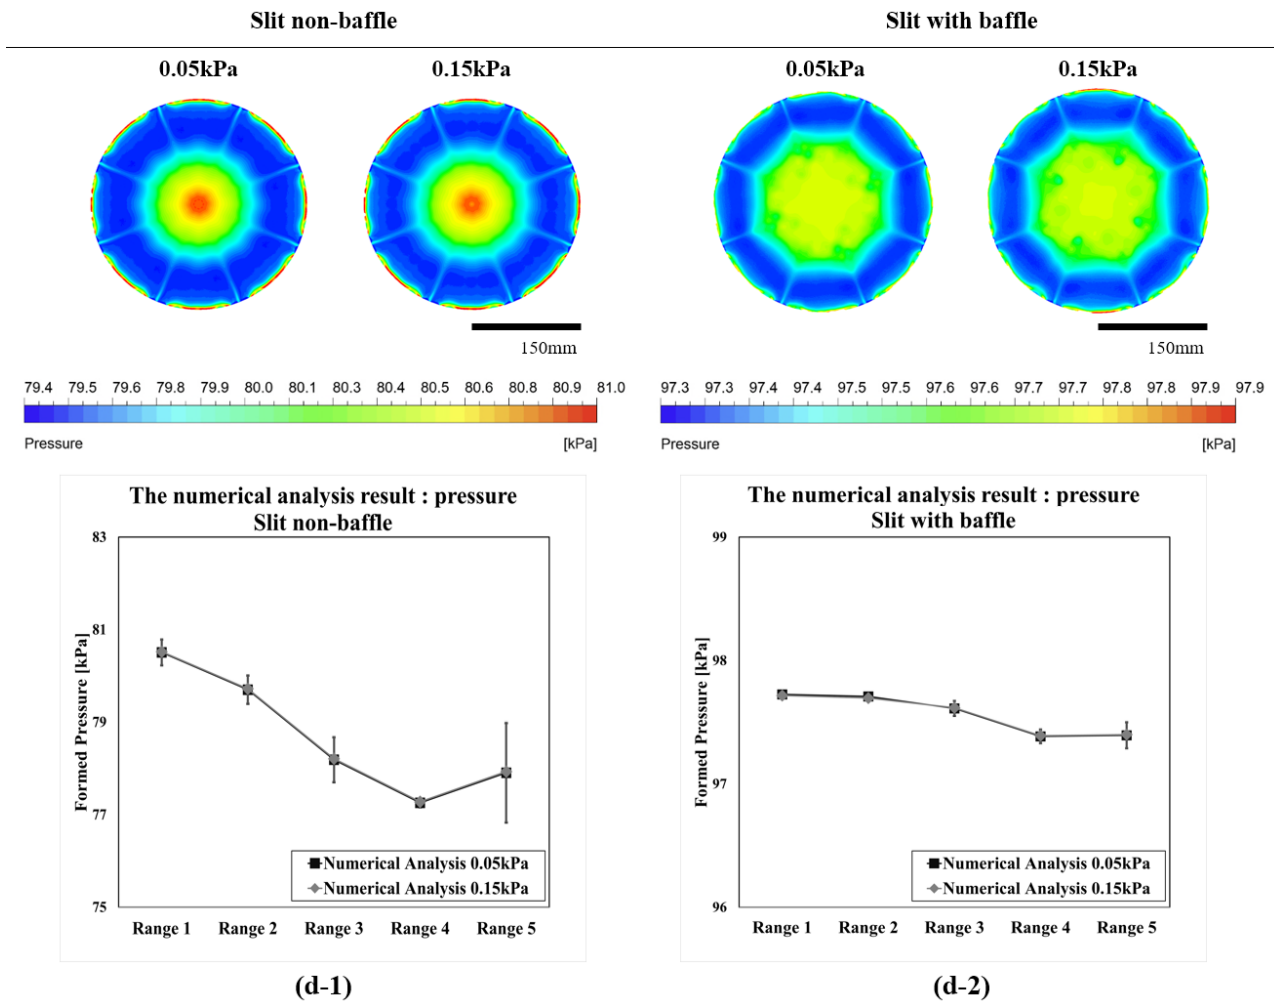 Slit non-baffle
Slit with baffle
0.05kPa
0.15kPa
0.05kPa
0.15kPa
150mm
150mm
79.4 79.5 79.6 79.8 79.9 80.0 80.1 80.3 80.4 80.5 80.6 80.8 80.9 81.0
Pressure [kPa]
97.3 97.3 97.4 97.4 97.5 97.5 97.6 97.6 97.7 97.7 97.8 97.8 97.9 97.9
Pressure [kPa]
The numerical analysis result : pressure
Slit non-baffle
83
81
79
77
75
Formed Pressure [kPa]
Numerical Analysis 0.05kPa
Numerical Analysis 0.15kPa
Range 1 Range 2 Range 3 Range 4 Range 5
(d-1)
The numerical analysis result : pressure
Slit with baffle
99
98
97
96
Formed Pressure [kPa]
Numerical Analysis 0.05kPa
Numerical Analysis 0.15kPa
Range 1 Range 2 Range 3 Range 4 Range 5
(d-2)